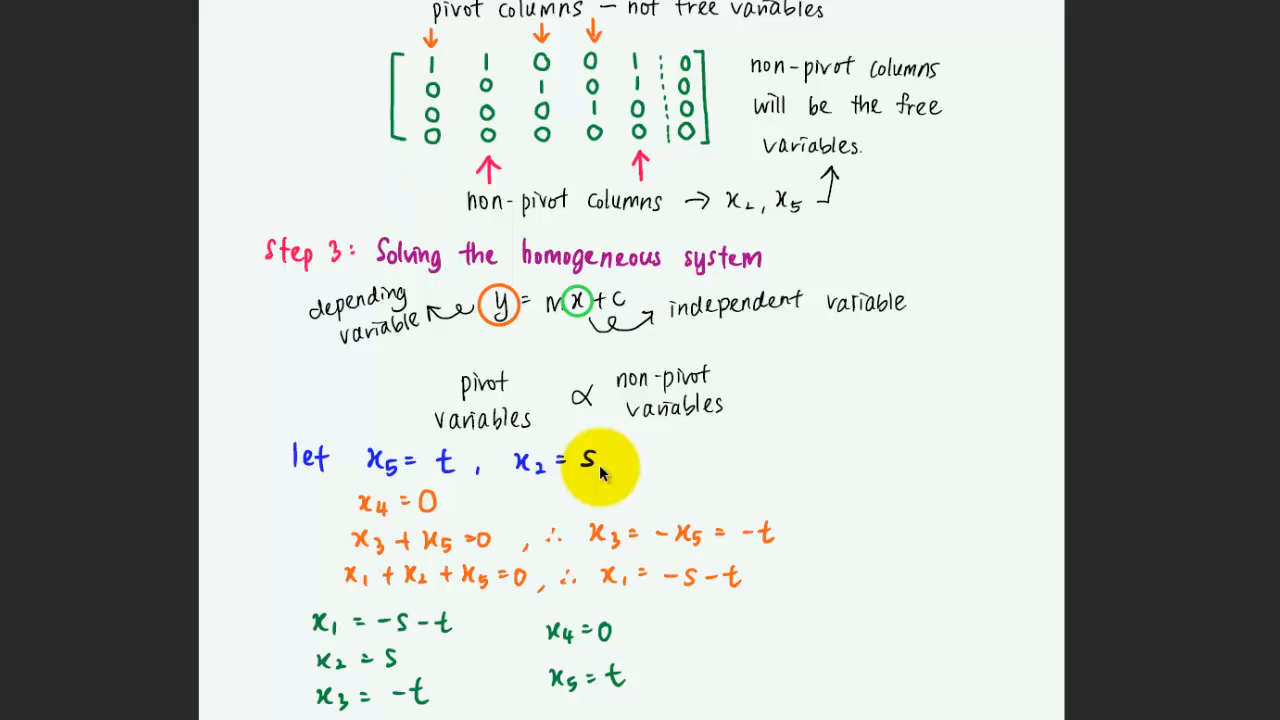 pivot columns – not free variables
1 1 0 0 1 0
0 0 1 0 1 0
0 0 0 1 0 0
0 0 0 0 0 0
non-pivot columns
will be the free
variables.
non-pivot columns → x₂, x₅
Step 3: Solving the homogeneous system
depending
variable
y = mx + c
independent variable
pivot
variables
∝
non-pivot
variables
let x₅ = t, x₂ = s
x₄ = 0
x₃ + x₅ = 0, ∴ x₃ = -x₅ = -t
x₁ + x₂ + x₅ = 0, ∴ x₁ = -s - t
x₁ = -s - t
x₂ = s
x₃ = -t
x₄ = 0
x₅ = t